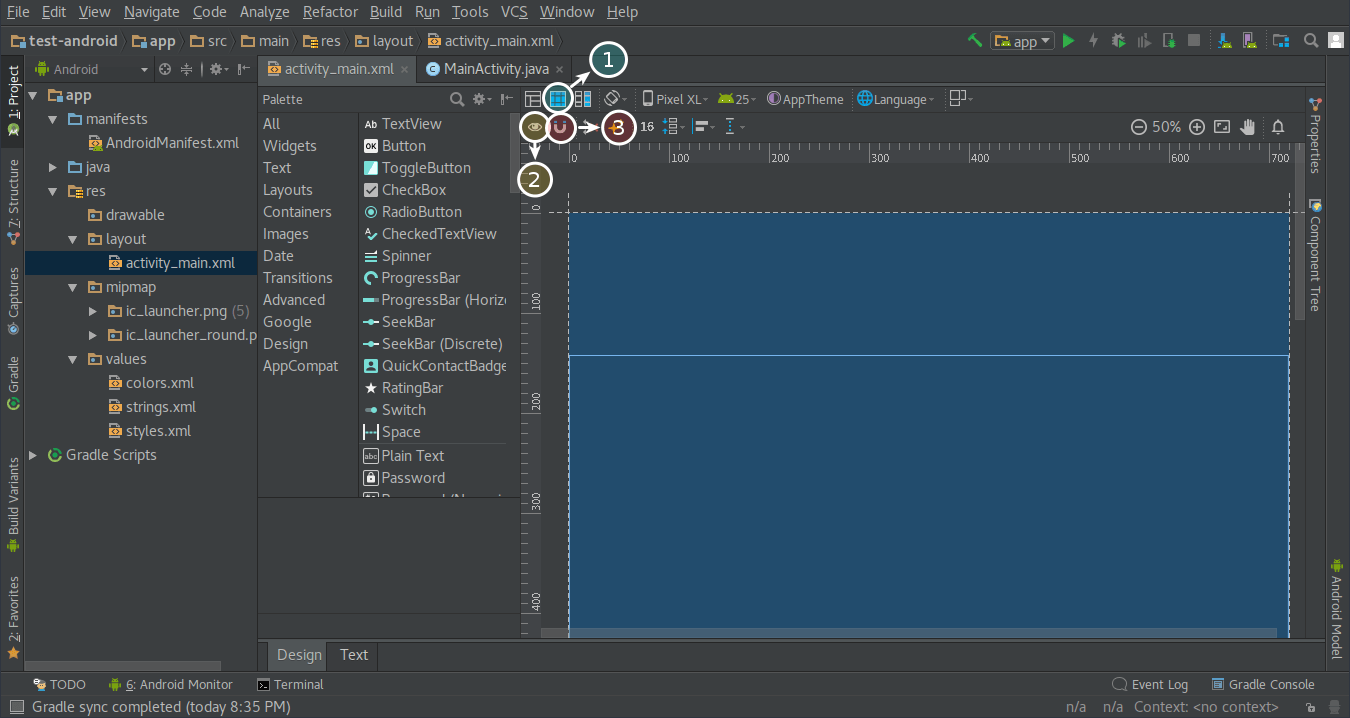 File Edit View Navigate Code Analyze Refactor Build Run Tools VCS Window Help
test-android app src main res layout activity_main.xml
app
1: Project
7: Structure
Captures
Gradle
Build Variants
2: Favorites
Android
app
manifests
AndroidManifest.xml
java
res
drawable
layout
activity_main.xml
mipmap
ic_launcher.png (5)
ic_launcher_round.p
values
colors.xml
strings.xml
styles.xml
Gradle Scripts
activity_main.xml MainActivity.java
Palette
All
Widgets
Text
Layouts
Containers
Images
Date
Transitions
Advanced
Google
Design
AppCompat
Ab TextView
OK Button
ToggleButton
CheckBox
RadioButton
CheckedTextView
Spinner
ProgressBar
ProgressBar (Horiz
SeekBar
SeekBar (Discrete)
QuickContactBadge
RatingBar
Switch
Space
abc Plain Text
Password
1
Pixel XL 25 AppTheme Language
3 16 50%
2
0 100 200 300 400 500 600 700
0
100
200
300
400
Properties
Component Tree
Android Model
Design Text
TODO 6: Android Monitor Terminal Event Log Gradle Console
Gradle sync completed (today 8:35 PM) n/a n/a Context: <no context>